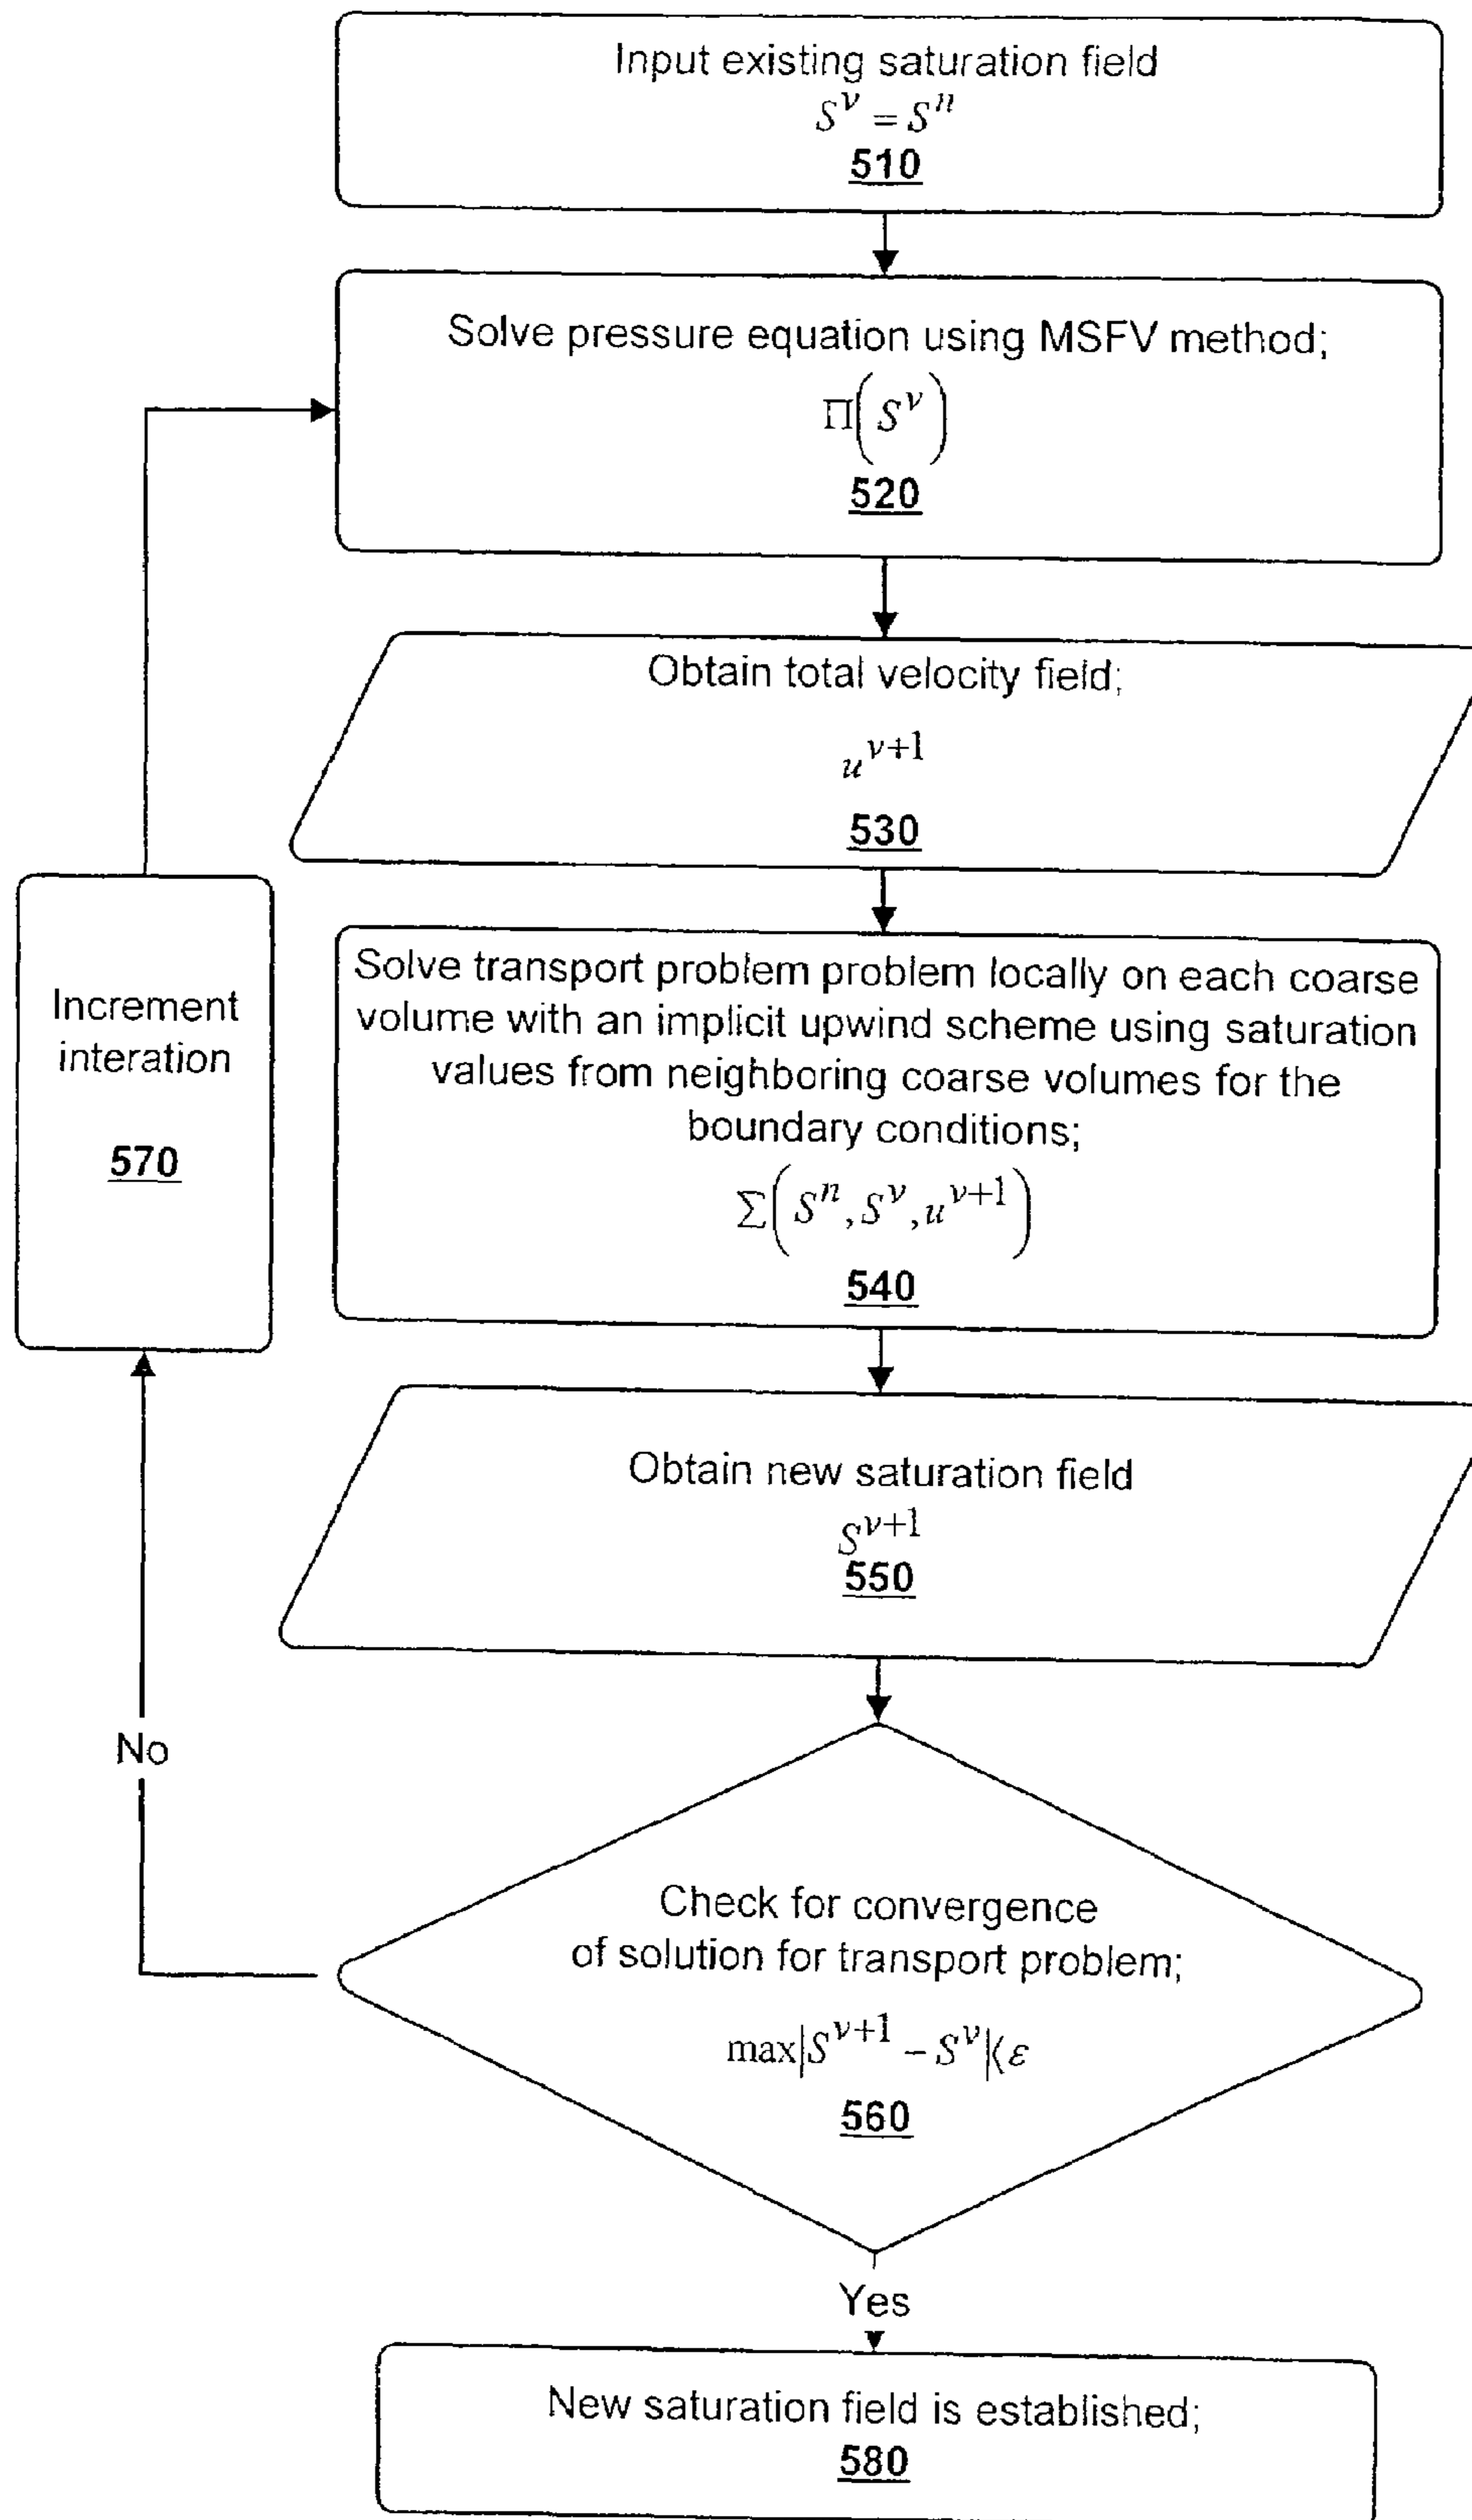 Input existing saturation field
S^ν = S^n
510
Solve pressure equation using MSFV method;
Π(S^ν)
520
Obtain total velocity field;
u^ν+1
530
Solve transport problem problem locally on each coarse
volume with an implicit upwind scheme using saturation
values from neighboring coarse volumes for the
boundary conditions;
Σ(S^n, S^ν, u^ν+1)
540
Increment
interation
570
Obtain new saturation field
S^ν+1
550
No
Check for convergence
of solution for transport problem;
max|S^ν+1 − S^ν|⟨ε
560
Yes
New saturation field is established;
580